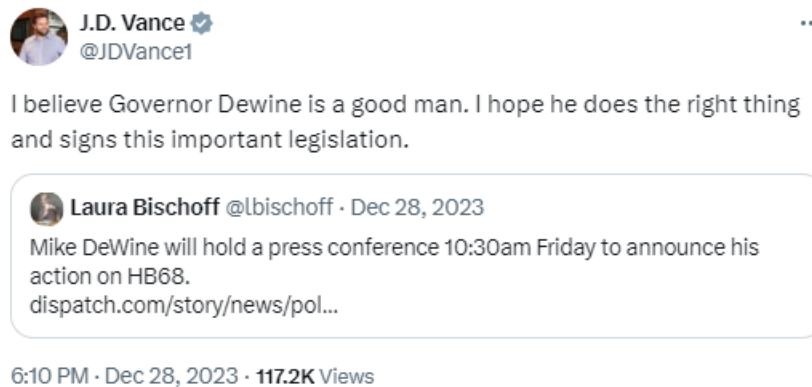 J.D. Vance
@JDVance1
I believe Governor Dewine is a good man. I hope he does the right thing
and signs this important legislation.
Laura Bischoff @lbischoff · Dec 28, 2023
Mike DeWine will hold a press conference 10:30am Friday to announce his
action on HB68.
dispatch.com/story/news/pol...
6:10 PM · Dec 28, 2023 · 117.2K Views